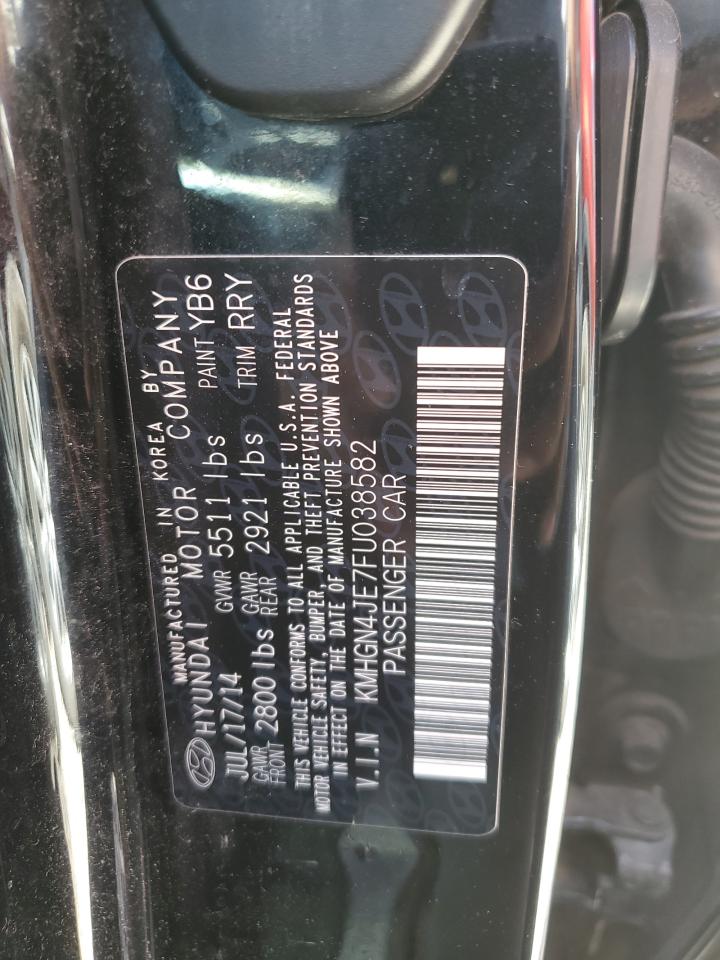 MANUFACTURED IN KOREA BY
HYUNDAI MOTOR COMPANY
JUL/17/14 GVWR 5511 lbs PAINT YB6
GAWR FRONT 2800 lbs GAWR REAR 2921 lbs TRIM RRY
THIS VEHICLE CONFORMS TO ALL APPLICABLE U.S.A. FEDERAL
MOTOR VEHICLE SAFETY, BUMPER, AND THEFT PREVENTION STANDARDS
IN EFFECT ON THE DATE OF MANUFACTURE SHOWN ABOVE
V.I.N KMHGN4JE7FU038582
PASSENGER CAR